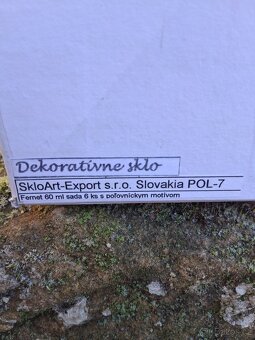 Dekoratívne sklo
SkloArt-Export s.r.o. Slovakia POL-7
Fernet 60 ml sada 6 ks s poľovníckym motívom